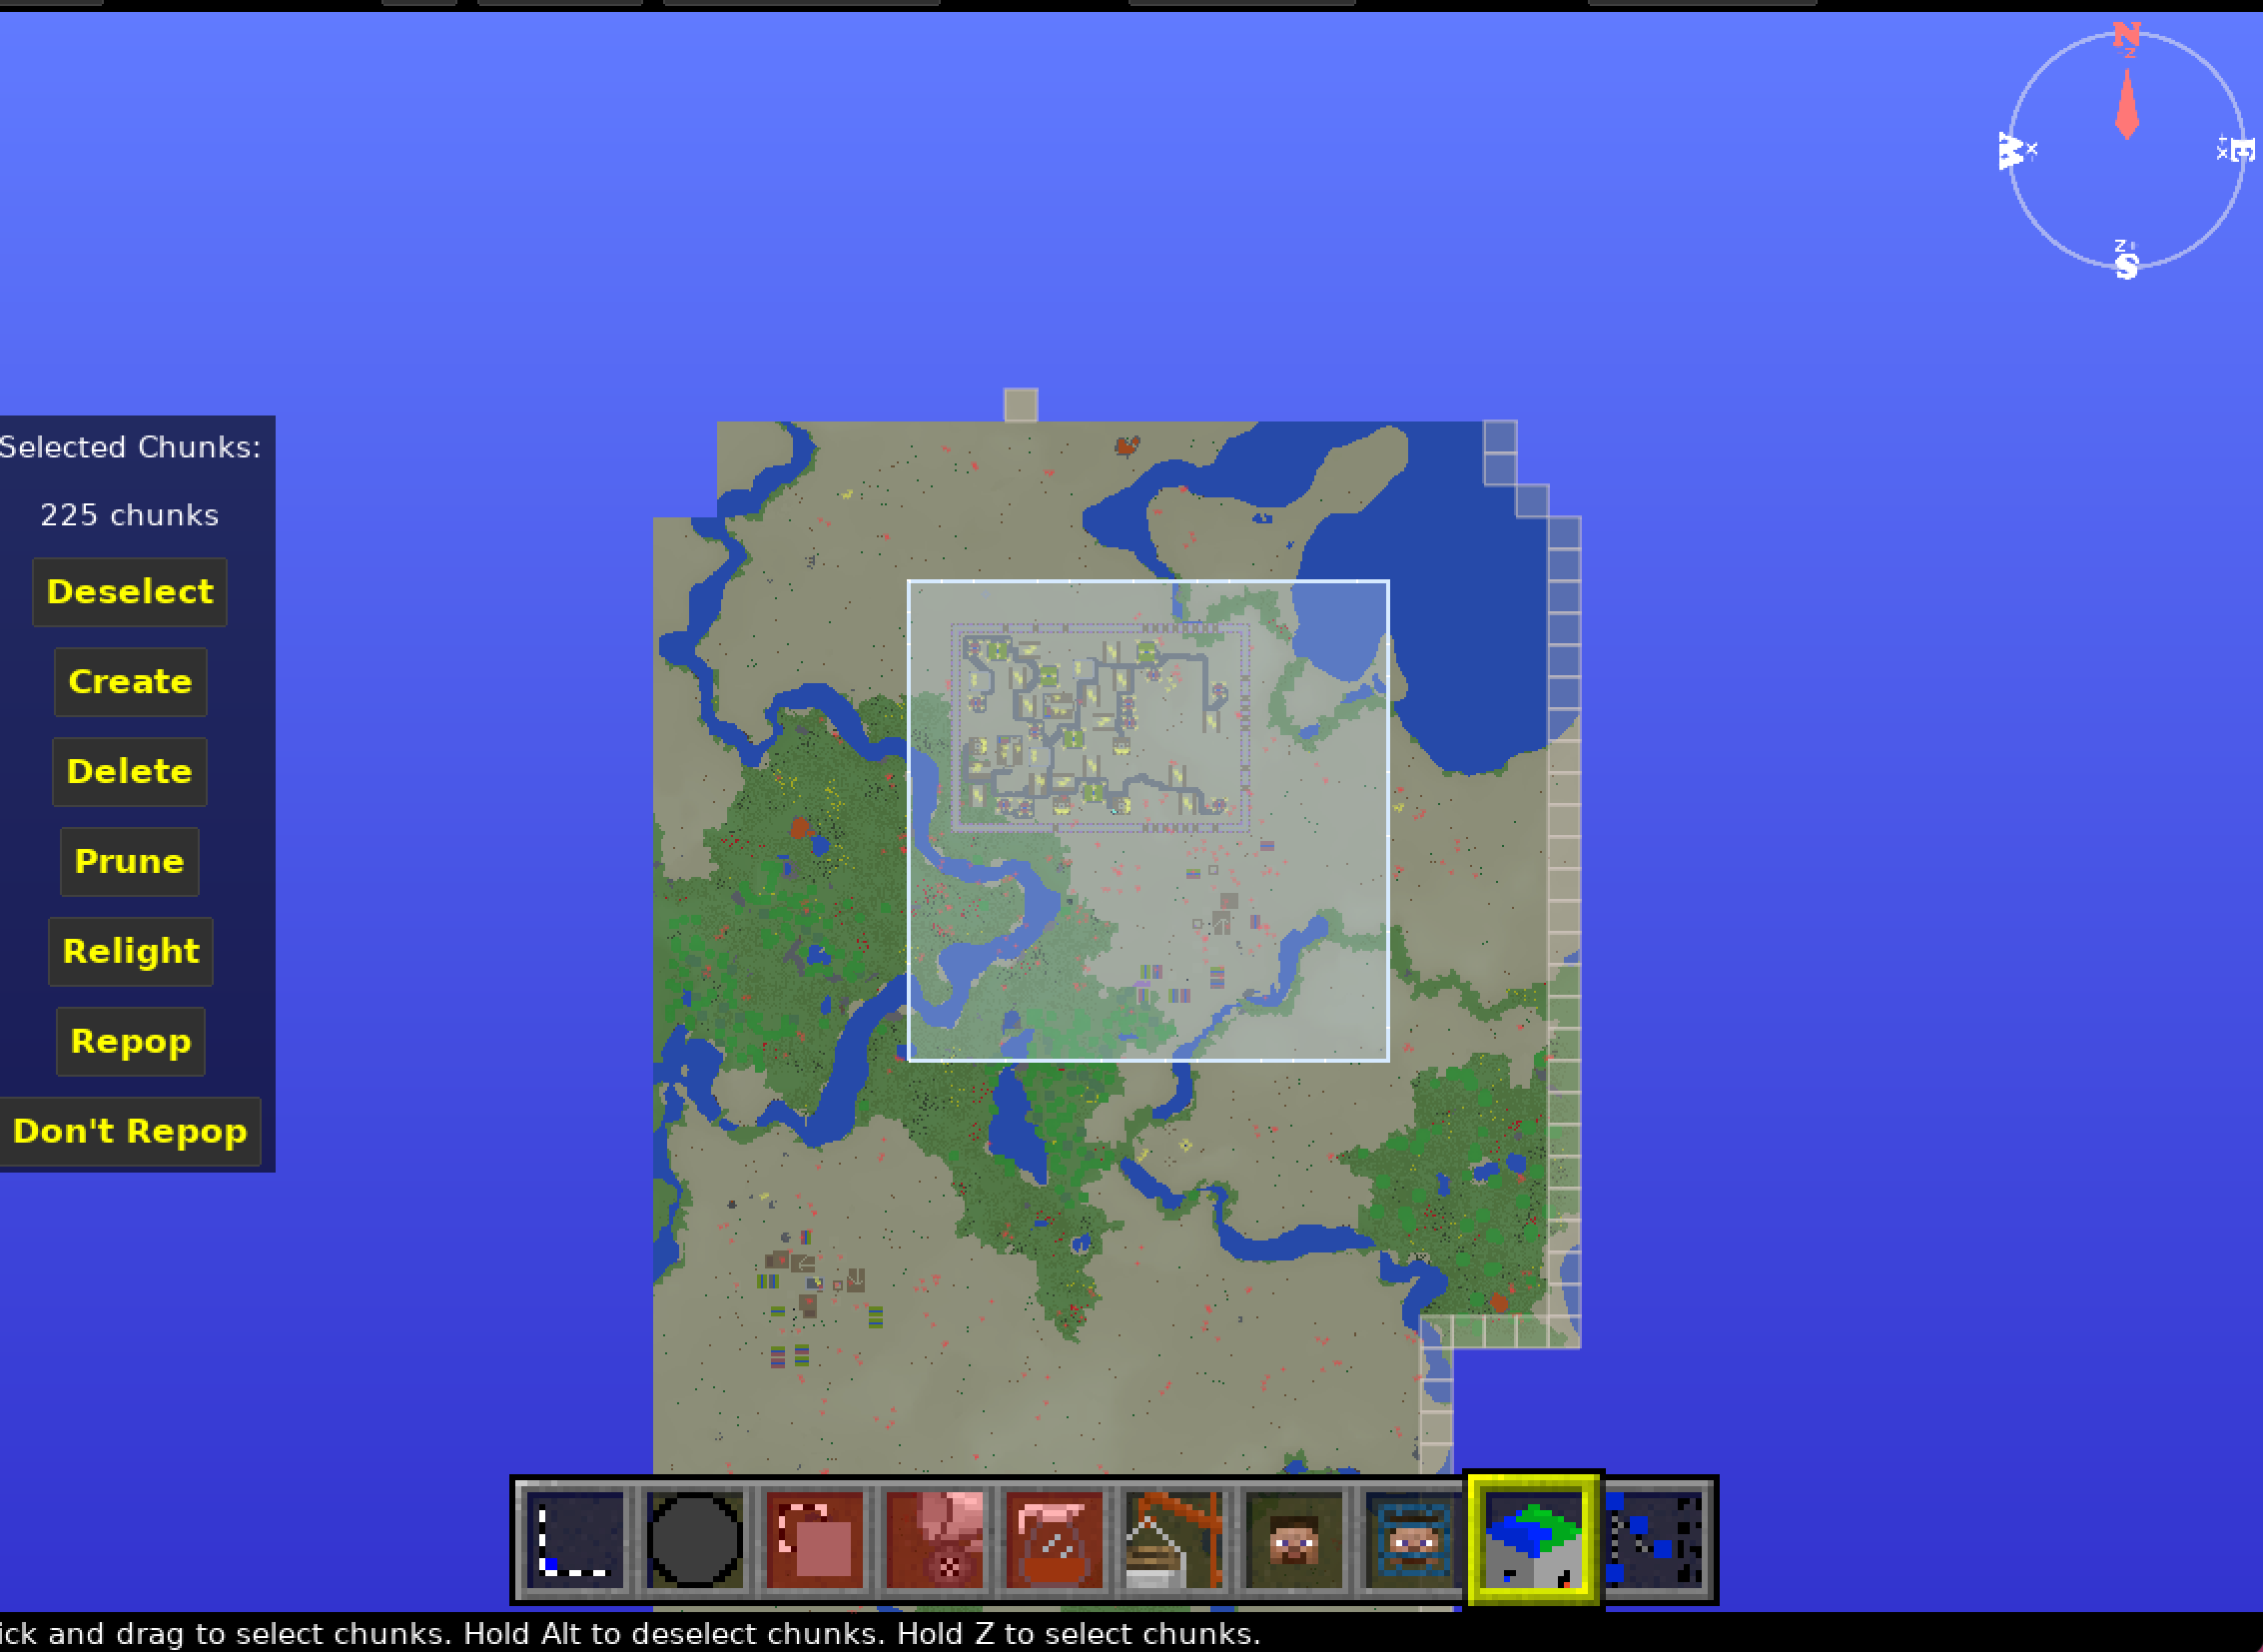 N
-Z
W
X-
+X
E
Z+
S
Selected Chunks:
225 chunks
Deselect
Create
Delete
Prune
Relight
Repop
Don't Repop
ick and drag to select chunks. Hold Alt to deselect chunks. Hold Z to select chunks.